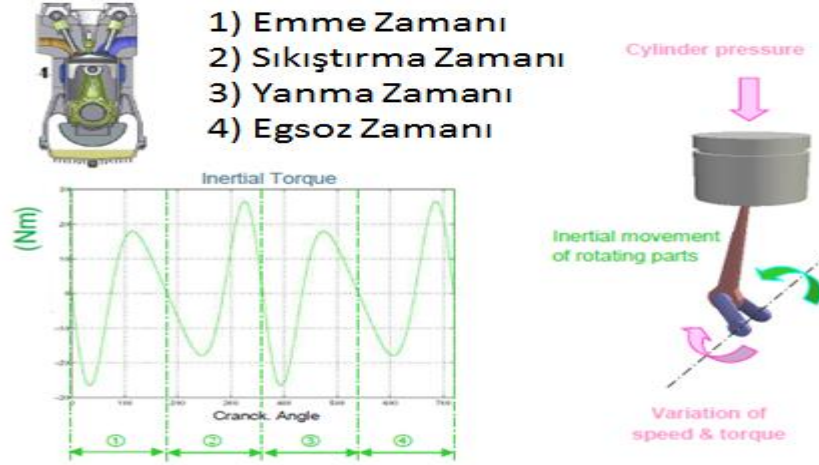 1) Emme Zamanı
2) Sıkıştırma Zamanı
3) Yanma Zamanı
4) Egsoz Zamanı
Cylinder pressure
Inertial Torque
(Nm)
Inertial movement
of rotating parts
Cranck. Angle
① ② ③ ④
Variation of
speed & torque